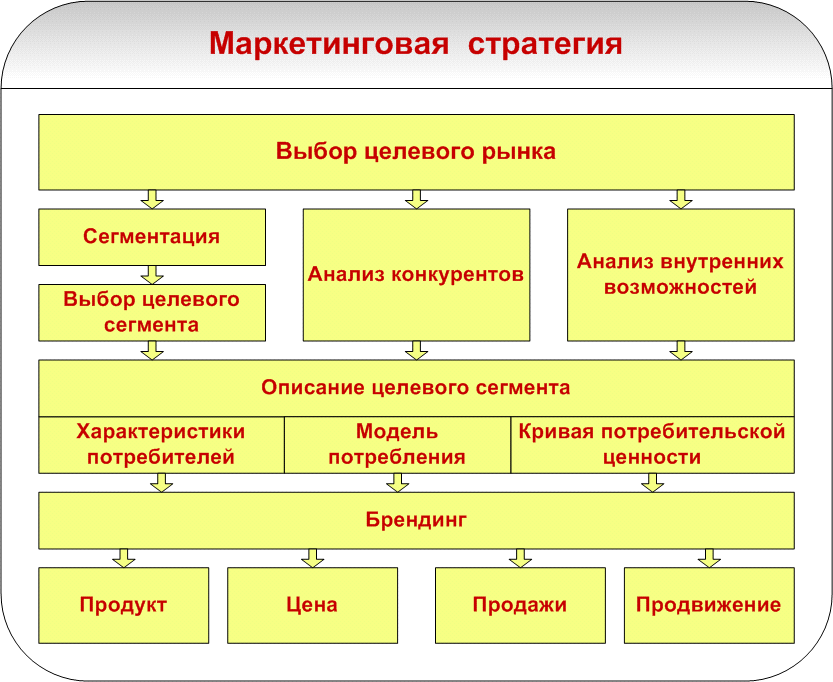 Маркетинговая стратегия
Выбор целевого рынка
Сегментация
Выбор целевого
сегмента
Анализ конкурентов
Анализ внутренних
возможностей
Описание целевого сегмента
Характеристики
потребителей
Модель
потребления
Кривая потребительской
ценности
Брендинг
Продукт
Цена
Продажи
Продвижение